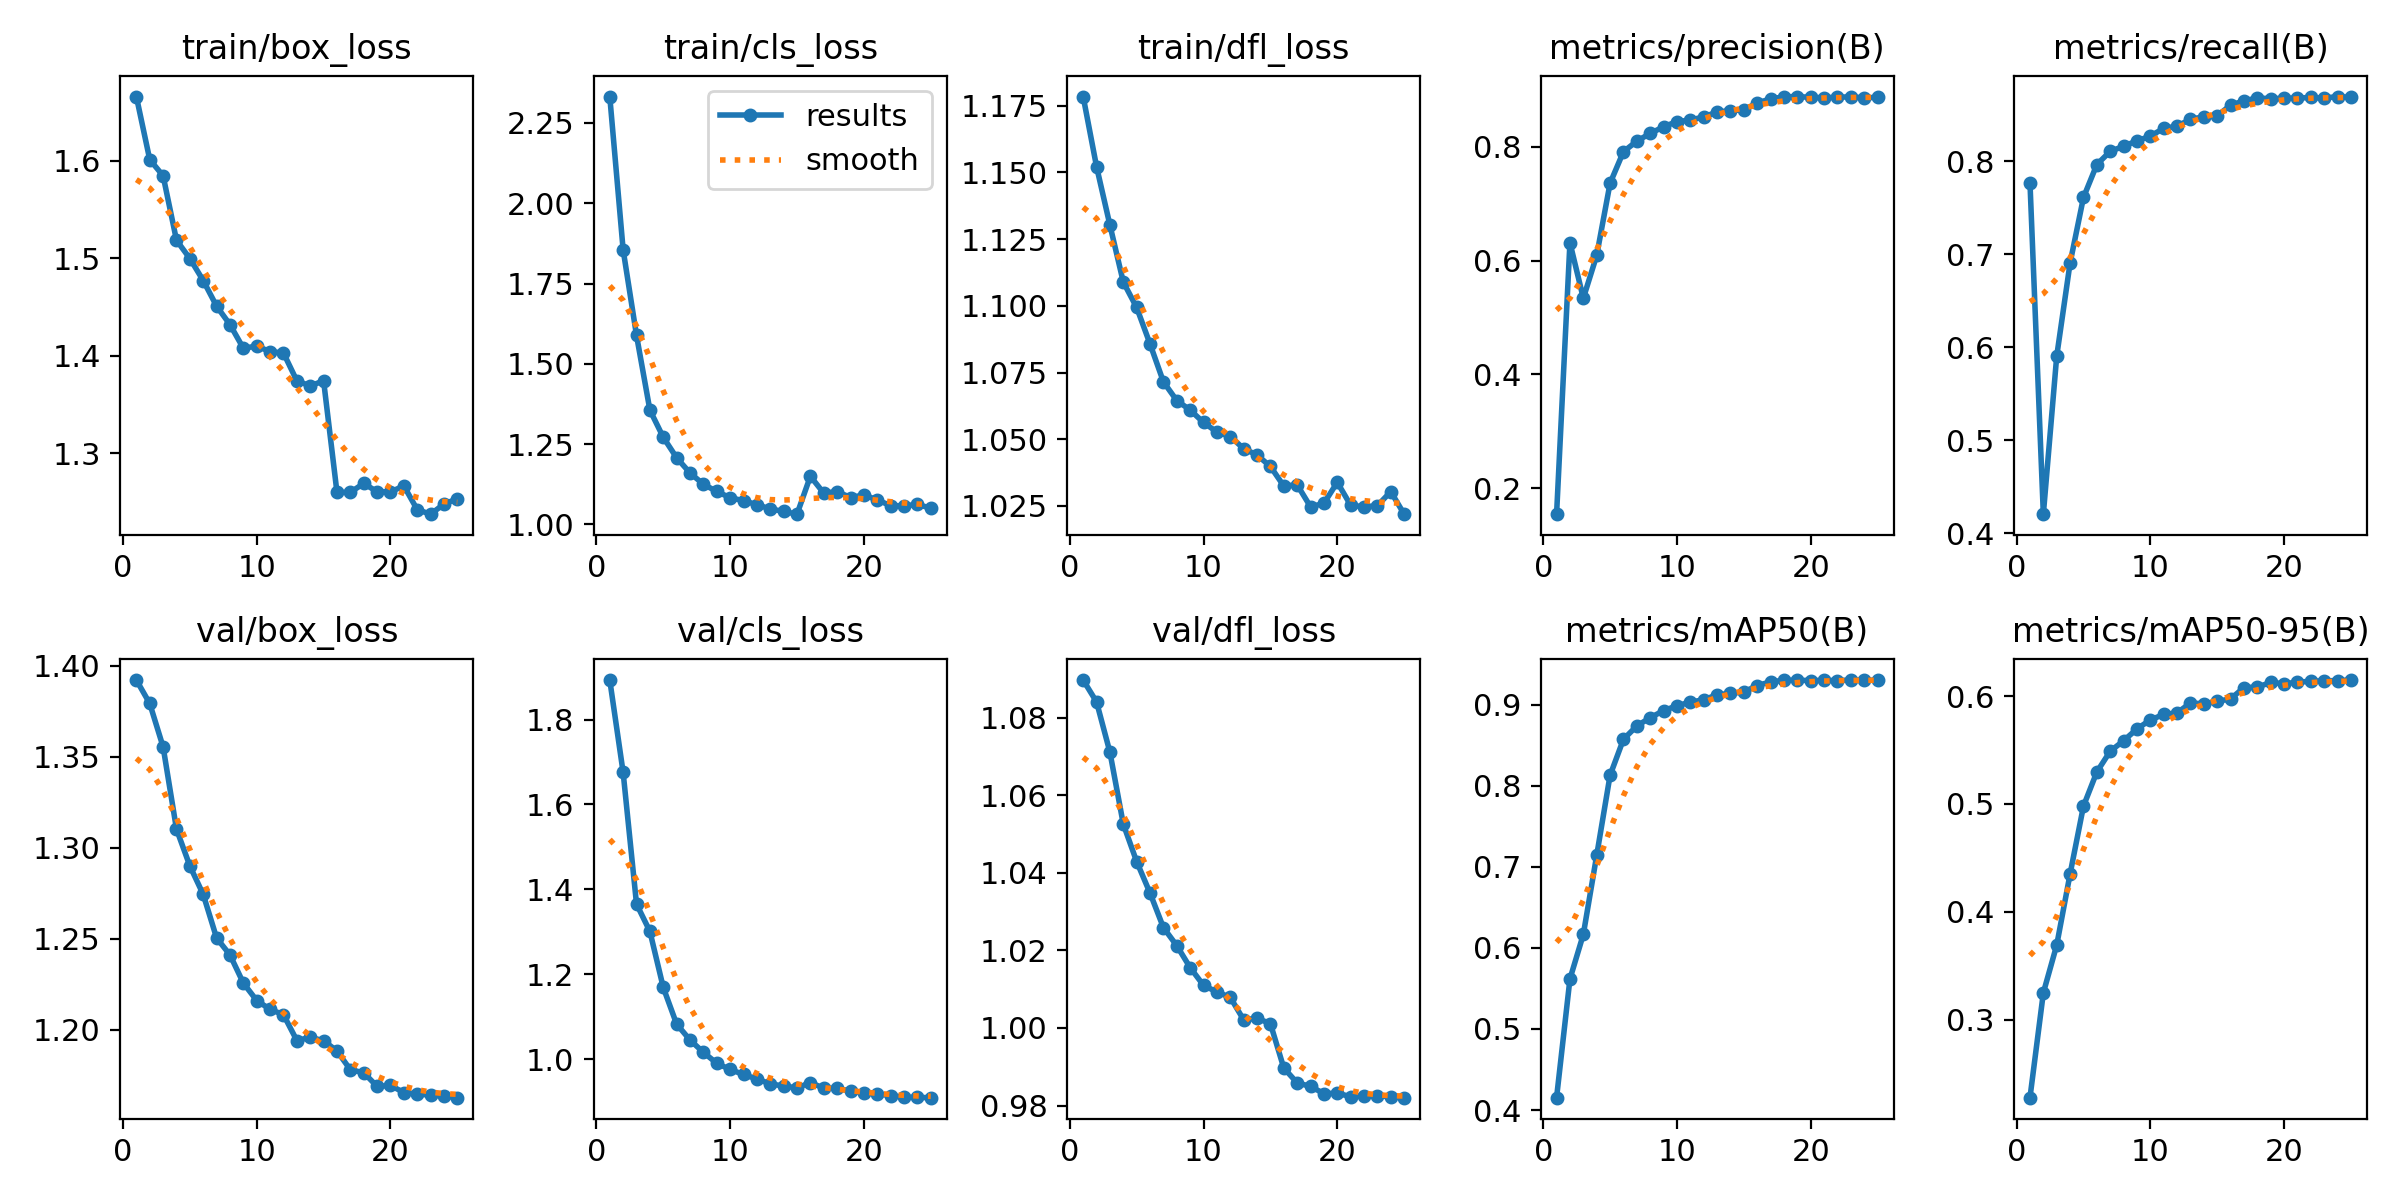 train/box_loss
1.6
1.5
1.4
1.3
0 10 20
train/cls_loss
results
smooth
2.25
2.00
1.75
1.50
1.25
1.00
0 10 20
train/dfl_loss
1.175
1.150
1.125
1.100
1.075
1.050
1.025
0 10 20
metrics/precision(B)
0.8
0.6
0.4
0.2
0 10 20
metrics/recall(B)
0.8
0.7
0.6
0.5
0.4
0 10 20
val/box_loss
1.40
1.35
1.30
1.25
1.20
0 10 20
val/cls_loss
1.8
1.6
1.4
1.2
1.0
0 10 20
val/dfl_loss
1.08
1.06
1.04
1.02
1.00
0.98
0 10 20
metrics/mAP50(B)
0.9
0.8
0.7
0.6
0.5
0.4
0 10 20
metrics/mAP50-95(B)
0.6
0.5
0.4
0.3
0 10 20